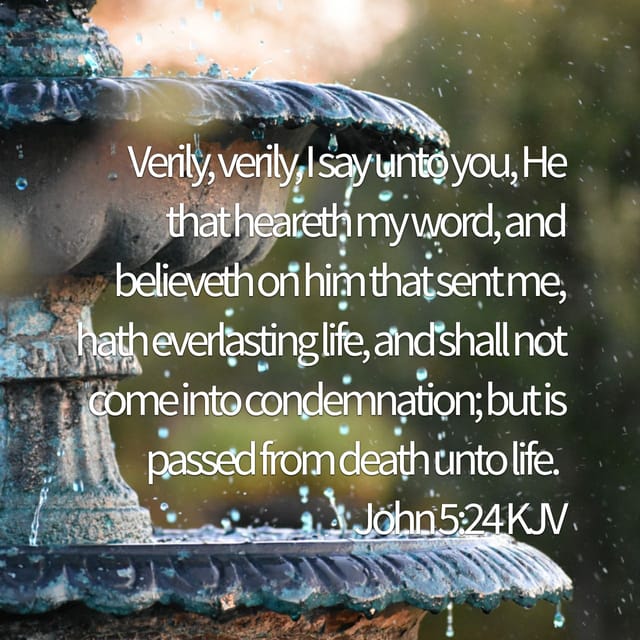 Verily, verily, I say unto you, He
that heareth my word, and
believeth on him that sent me,
hath everlasting life, and shall not
come into condemnation; but is
passed from death unto life.
John 5:24 KJV